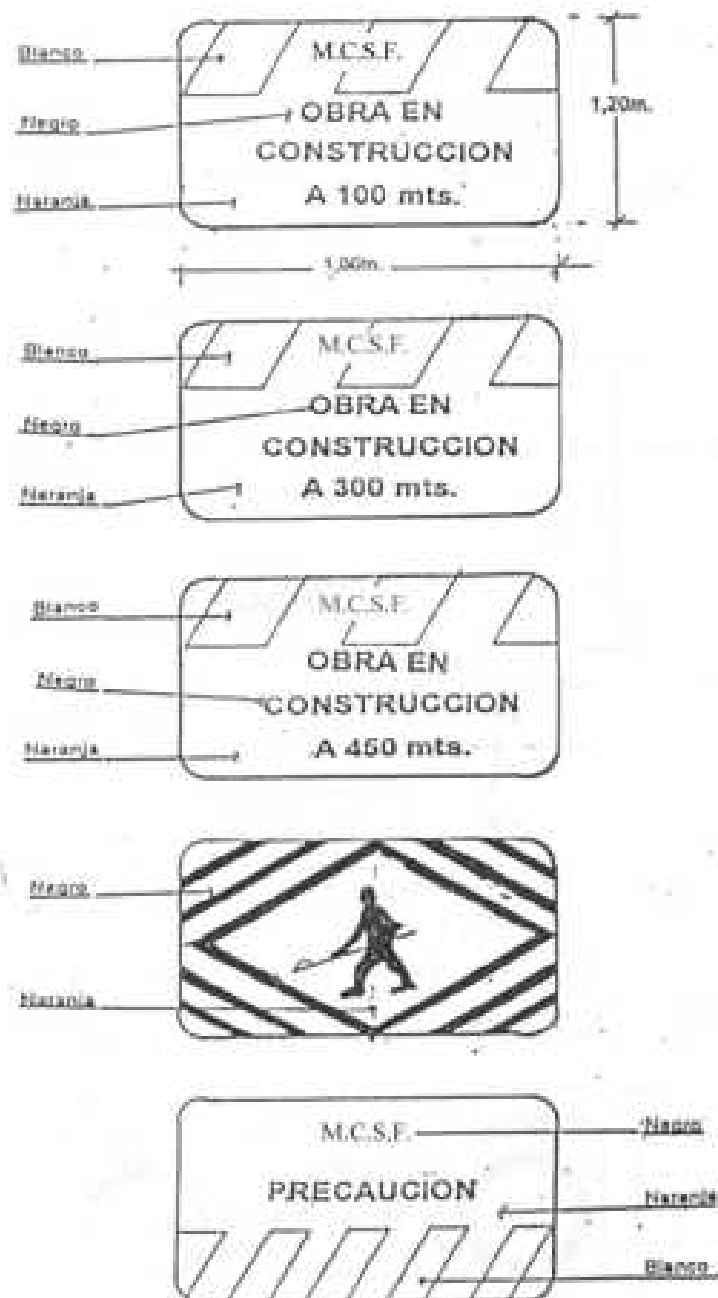 Blanco
M.C.S.F.
1,20m.
Negro
OBRA EN
CONSTRUCCION
Naranja
A 100 mts.
1,00m.
Blanco
M.C.S.F.
Negro
OBRA EN
CONSTRUCCION
Naranja
A 300 mts.
Blanco
M.C.S.F.
OBRA EN
Negro
CONSTRUCCION
Naranja
A 450 mts.
Negro
Naranja
M.C.S.F.
Negro
PRECAUCION
Naranja
Blanco